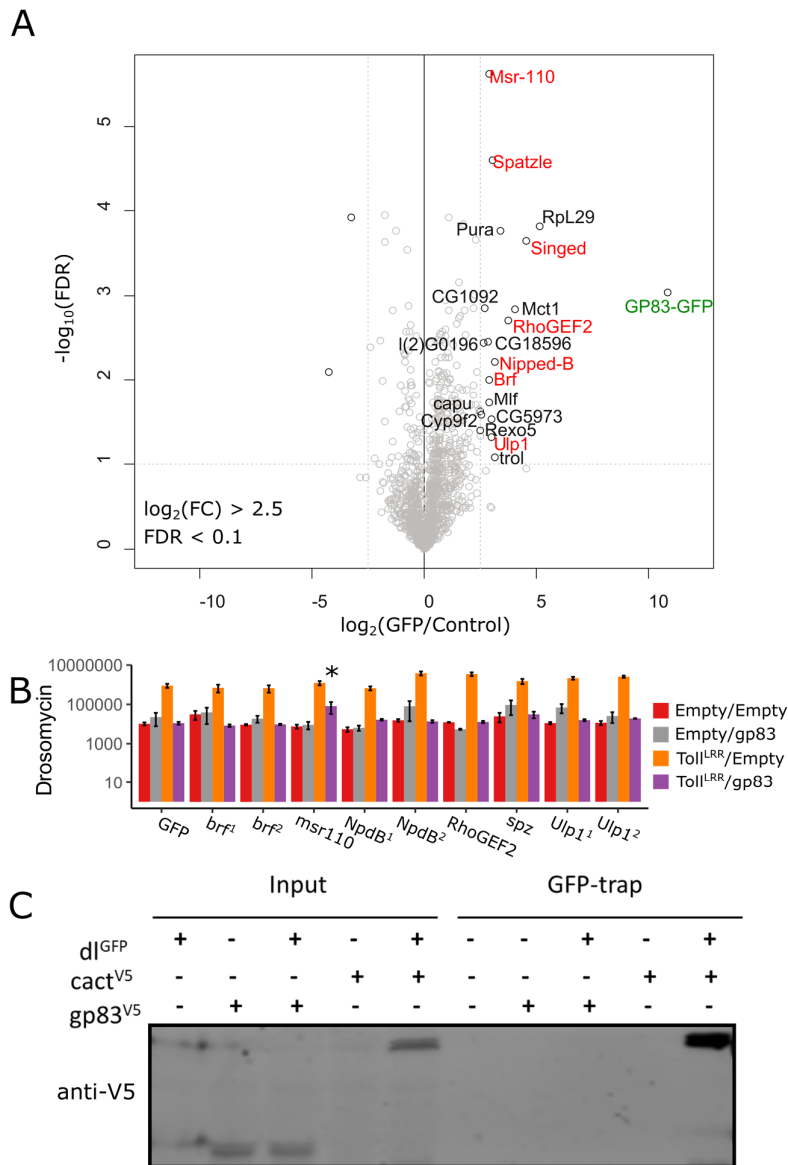 A
Msr-110
5
Spatzle
4
Pura
RpL29
Singed
-log10(FDR)
3
CG1092
Mct1
GP83-GFP
RhoGEF2
l(2)G0196
CG18596
Nipped-B
2
Brf
capu
Mlf
Cyp9f2
CG5973
Rexo5
Ulp1
1
trol
log2(FC) > 2.5
FDR < 0.1
0
-10 -5 0 5 10
log2(GFP/Control)
B
10000000
*
100000
1000
10
Drosomycin
Empty/Empty
Empty/gp83
TollLRR/Empty
TollLRR/gp83
GFP brf1 brf2 msr110 NpdB1 NpdB2 RhoGEF2 spz Ulp11 Ulp12
C
Input GFP-trap
dlGFP + - + - + - - + - +
cactV5 - - - + + - - - + +
gp83V5 - + + - - - + + - -
anti-V5